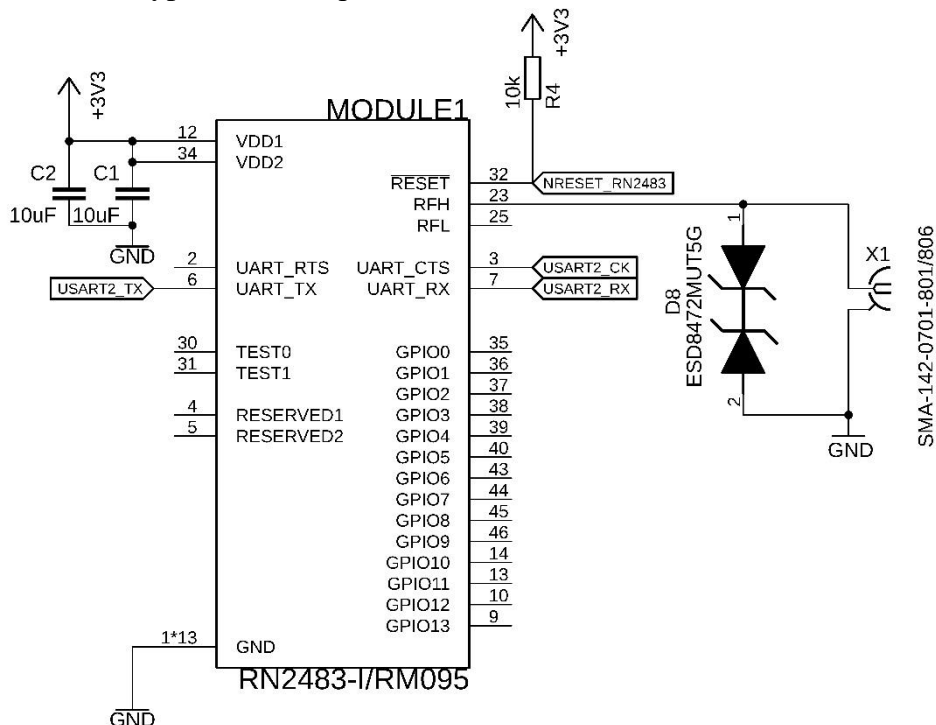 +3V3
10k
R4
+3V3
MODULE1
12
VDD1
34
VDD2
C2
C1
10uF
10uF
GND
RESET
32
NRESET_RN2483
RFH
23
RFL
25
1
D8
ESD8472MUT5G
2
X1
SMA-142-0701-801/806
GND
2
UART_RTS
UART_CTS
3
USART2_CK
USART2_TX
6
UART_TX
UART_RX
7
USART2_RX
30
TEST0
31
TEST1
4
RESERVED1
5
RESERVED2
GPIO0
35
GPIO1
36
GPIO2
37
GPIO3
38
GPIO4
39
GPIO5
40
GPIO6
43
GPIO7
44
GPIO8
45
GPIO9
46
GPIO10
14
GPIO11
13
GPIO12
10
GPIO13
9
1*13
GND
RN2483-I/RM095
GND